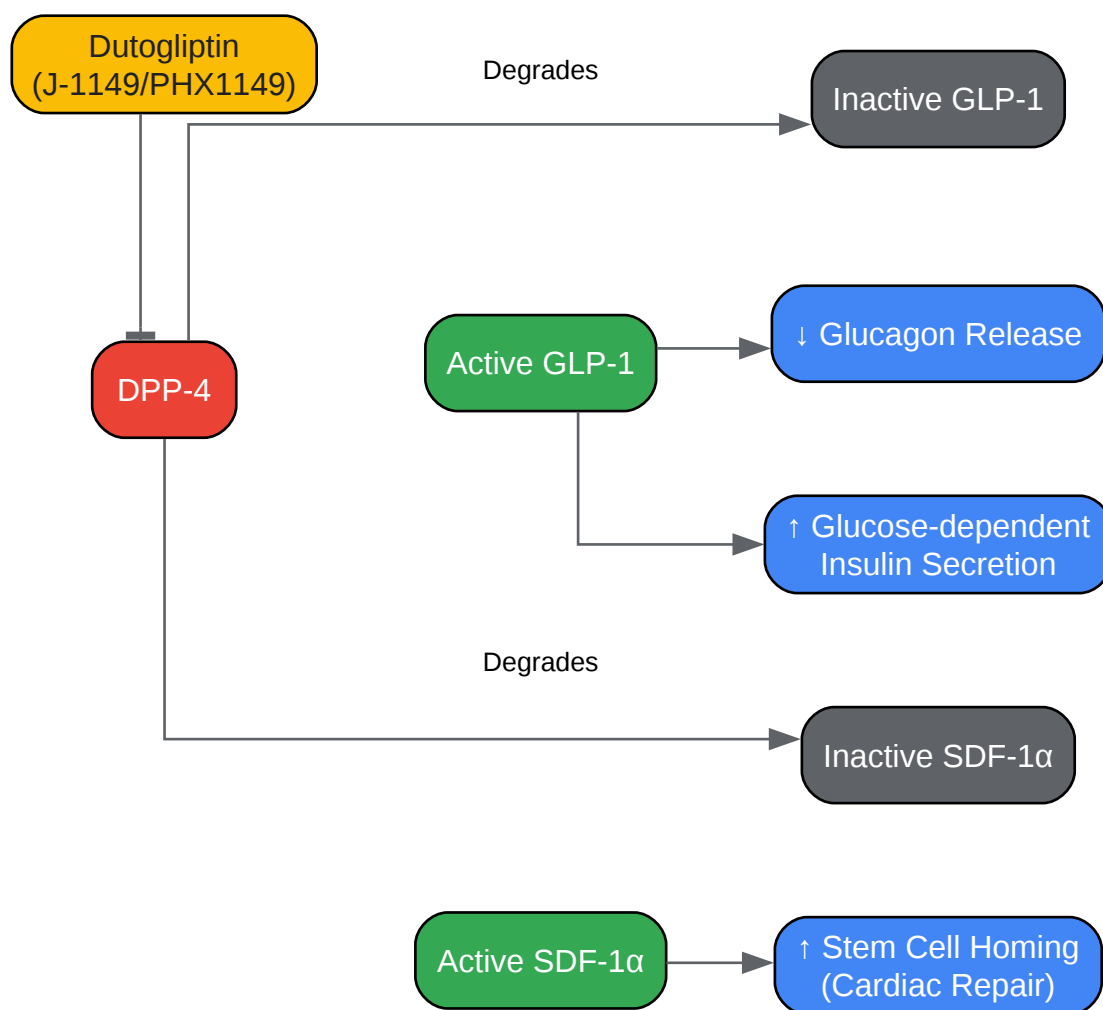 Dutogliptin
(J-1149/PHX1149)
Degrades
Inactive GLP-1
↓ Glucagon Release
Active GLP-1
DPP-4
↑ Glucose-dependent
Insulin Secretion
Degrades
Inactive SDF-1α
Active SDF-1α
↑ Stem Cell Homing
(Cardiac Repair)